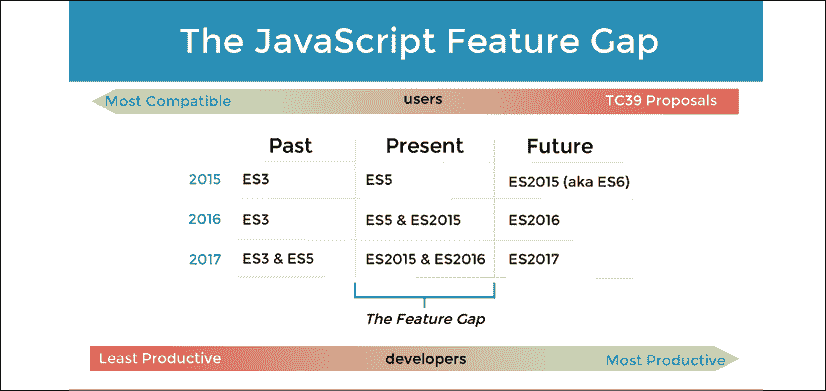 The JavaScript Feature Gap
Most Compatible users TC39 Proposals
Past Present Future
2015 ES3 ES5 ES2015 (aka ES6)
2016 ES3 ES5 & ES2015 ES2016
2017 ES3 & ES5 ES2015 & ES2016 ES2017
The Feature Gap
Least Productive developers Most Productive